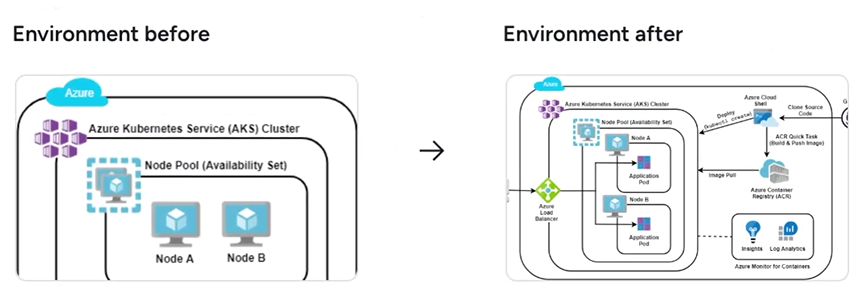 Environment before
Environment after
Azure
Azure Kubernetes Service (AKS) Cluster
Node Pool (Availability Set)
Node A
Node B
→
Azure
Azure Kubernetes Service (AKS) Cluster
Node Pool (Availability Set)
Node A
Application
Pod
Node B
Application
Pod
Azure
Load
Balancer
Deploy
(kubectl create)
Azure Cloud
Shell
Clone Source
Code
ACR Quick Task
(Build & Push Image)
Image Pull
Azure Container
Registry (ACR)
Insights
Log Analytics
Azure Monitor for Containers